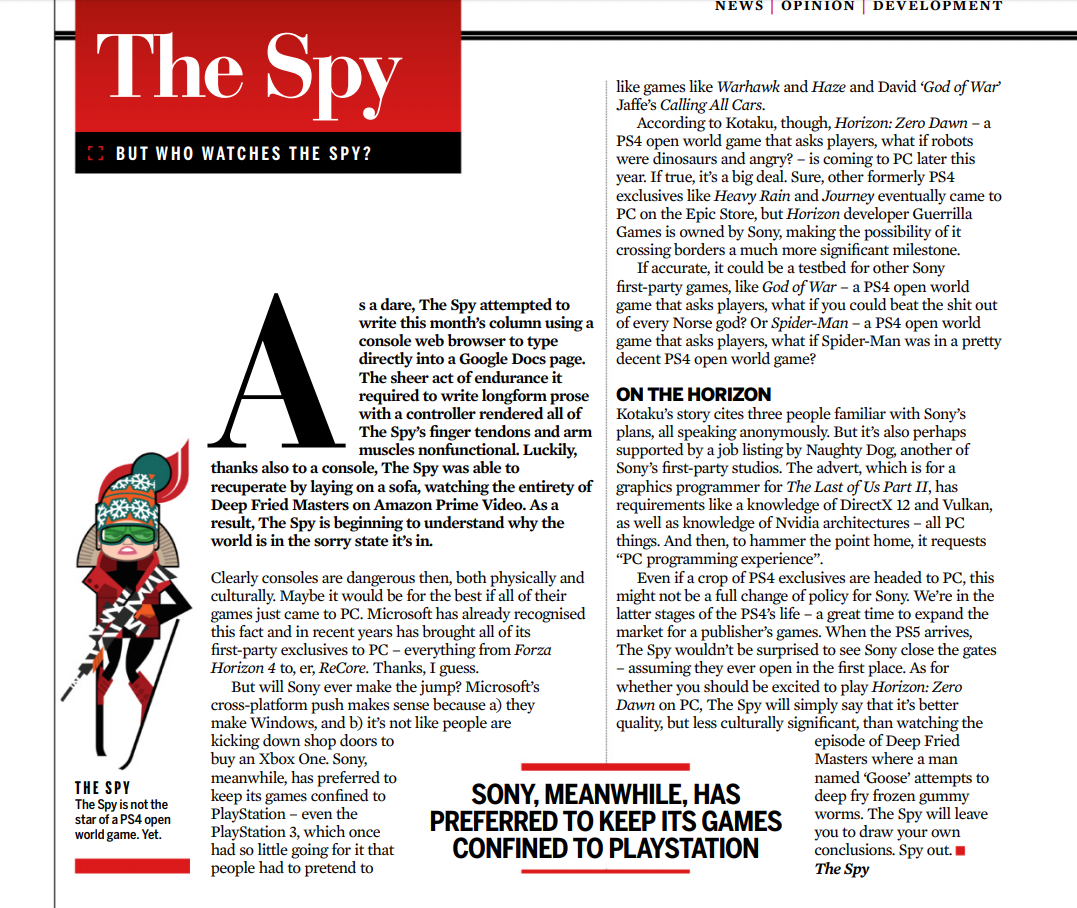 NEWS | OPINION | DEVELOPMENT
The Spy
BUT WHO WATCHES THE SPY?
As a dare, The Spy attempted to
write this month's column using a
console web browser to type
directly into a Google Docs page.
The sheer act of endurance it
required to write longform prose
with a controller rendered all of
The Spy's finger tendons and arm
muscles nonfunctional. Luckily,
thanks also to a console, The Spy was able to
recuperate by laying on a sofa, watching the entirety of
Deep Fried Masters on Amazon Prime Video. As a
result, The Spy is beginning to understand why the
world is in the sorry state it's in.
Clearly consoles are dangerous then, both physically and
culturally. Maybe it would be for the best if all of their
games just came to PC. Microsoft has already recognised
this fact and in recent years has brought all of its
first-party exclusives to PC – everything from Forza
Horizon 4 to, er, ReCore. Thanks, I guess.
But will Sony ever make the jump? Microsoft's
cross-platform push makes sense because a) they
make Windows, and b) it's not like people are
kicking down shop doors to
buy an Xbox One. Sony,
meanwhile, has preferred to
keep its games confined to
PlayStation – even the
PlayStation 3, which once
had so little going for it that
people had to pretend to
like games like Warhawk and Haze and David 'God of War'
Jaffe's Calling All Cars.
According to Kotaku, though, Horizon: Zero Dawn – a
PS4 open world game that asks players, what if robots
were dinosaurs and angry? – is coming to PC later this
year. If true, it's a big deal. Sure, other formerly PS4
exclusives like Heavy Rain and Journey eventually came to
PC on the Epic Store, but Horizon developer Guerrilla
Games is owned by Sony, making the possibility of it
crossing borders a much more significant milestone.
If accurate, it could be a testbed for other Sony
first-party games, like God of War – a PS4 open world
game that asks players, what if you could beat the shit out
of every Norse god? Or Spider-Man – a PS4 open world
game that asks players, what if Spider-Man was in a pretty
decent PS4 open world game?
ON THE HORIZON
Kotaku's story cites three people familiar with Sony's
plans, all speaking anonymously. But it's also perhaps
supported by a job listing by Naughty Dog, another of
Sony's first-party studios. The advert, which is for a
graphics programmer for The Last of Us Part II, has
requirements like a knowledge of DirectX 12 and Vulkan,
as well as knowledge of Nvidia architectures – all PC
things. And then, to hammer the point home, it requests
"PC programming experience".
Even if a crop of PS4 exclusives are headed to PC, this
might not be a full change of policy for Sony. We're in the
latter stages of the PS4's life – a great time to expand the
market for a publisher's games. When the PS5 arrives,
The Spy wouldn't be surprised to see Sony close the gates
– assuming they ever open in the first place. As for
whether you should be excited to play Horizon: Zero
Dawn on PC, The Spy will simply say that it's better
quality, but less culturally significant, than watching the
episode of Deep Fried
Masters where a man
named 'Goose' attempts to
deep fry frozen gummy
worms. The Spy will leave
you to draw your own
conclusions. Spy out.
The Spy
SONY, MEANWHILE, HAS
PREFERRED TO KEEP ITS GAMES
CONFINED TO PLAYSTATION
THE SPY
The Spy is not the
star of a PS4 open
world game. Yet.